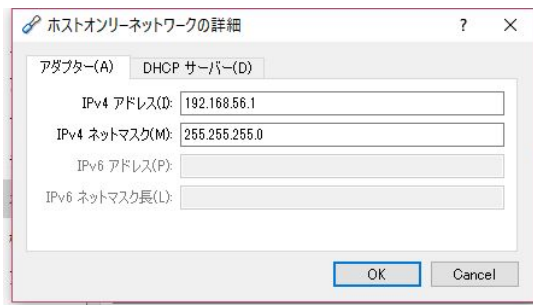 ホストオンリーネットワークの詳細
? ×
アダプター(A) DHCP サーバー(D)
IPv4 アドレス(I): 192.168.56.1
IPv4 ネットマスク(M): 255.255.255.0
IPv6 アドレス(P):
IPv6 ネットマスク長(L):
OK Cancel